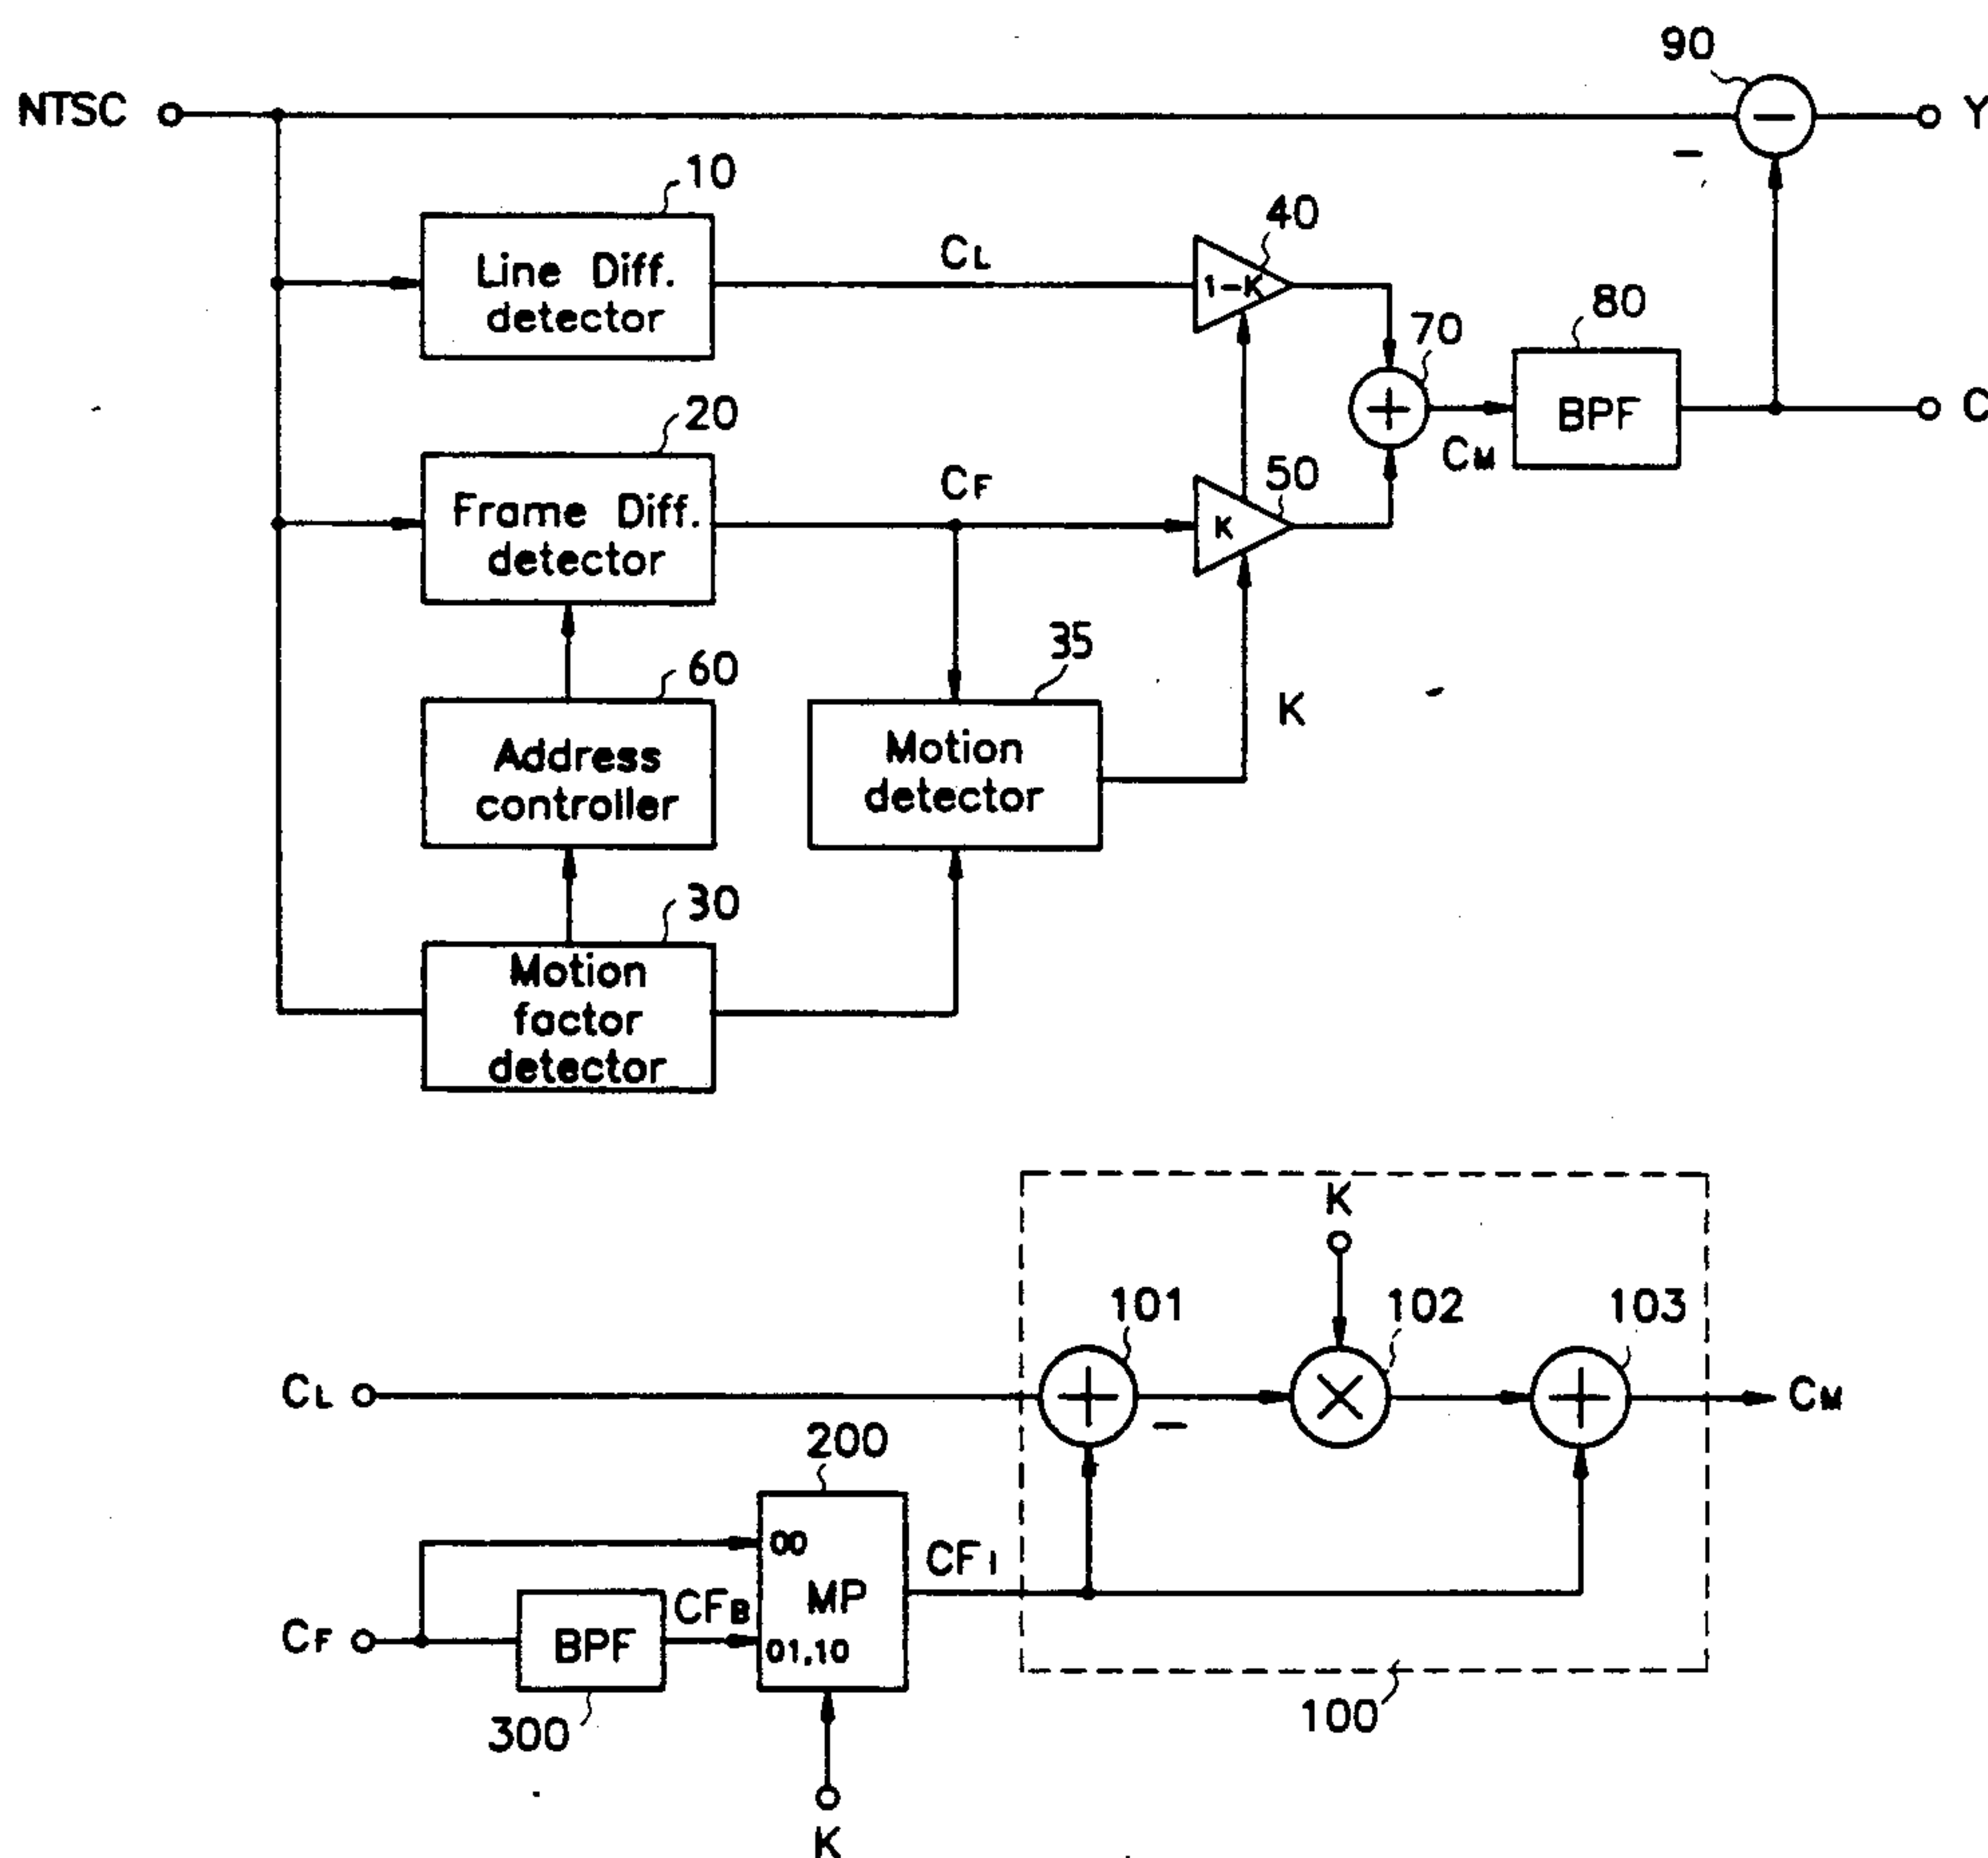 90
NTSC
Y
−
10
Line Diff.
detector
CL
40
1-K
70
80
BPF
C
CM
20
Frame Diff.
detector
CF
50
K
60
Address
controller
35
Motion
detector
K
30
Motion
factor
detector
K
101
102
103
CL
−
CM
200
00
MP
01,10
CF1
CF
BPF
CFB
300
100
K